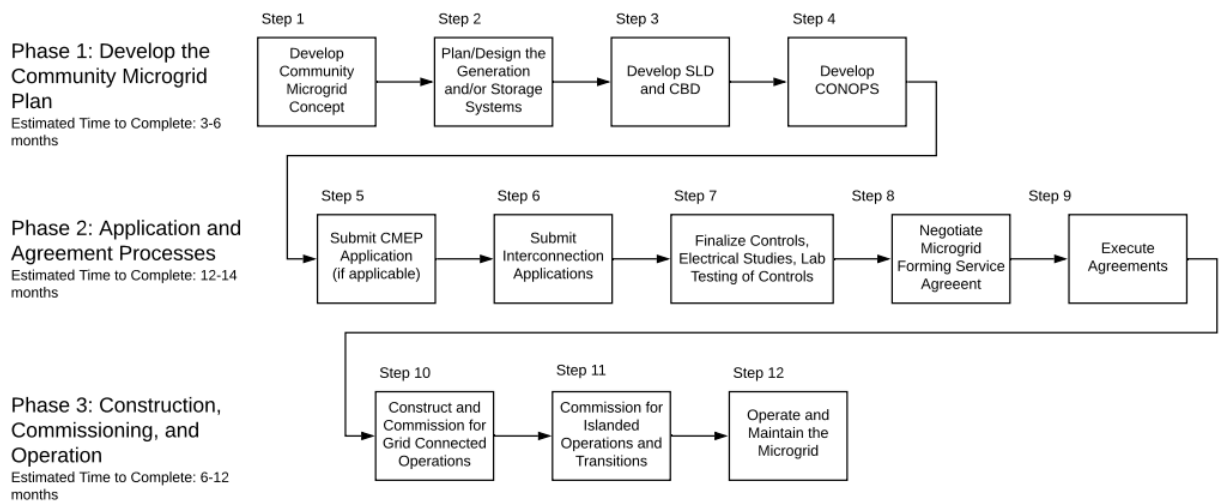 Phase 1: Develop the
Community Microgrid
Plan
Estimated Time to Complete: 3-6
months
Step 1
Develop
Community
Microgrid
Concept
Step 2
Plan/Design the
Generation
and/or Storage
Systems
Step 3
Develop SLD
and CBD
Step 4
Develop
CONOPS
Phase 2: Application and
Agreement Processes
Estimated Time to Complete: 12-14
months
Step 5
Submit CMEP
Application
(if applicable)
Step 6
Submit
Interconnection
Applications
Step 7
Finalize Controls,
Electrical Studies, Lab
Testing of Controls
Step 8
Negotiate
Microgrid
Forming Service
Agreeent
Step 9
Execute
Agreements
Phase 3: Construction,
Commissioning, and
Operation
Estimated Time to Complete: 6-12
months
Step 10
Construct and
Commission for
Grid Connected
Operations
Step 11
Commission for
Islanded
Operations and
Transitions
Step 12
Operate and
Maintain the
Microgrid